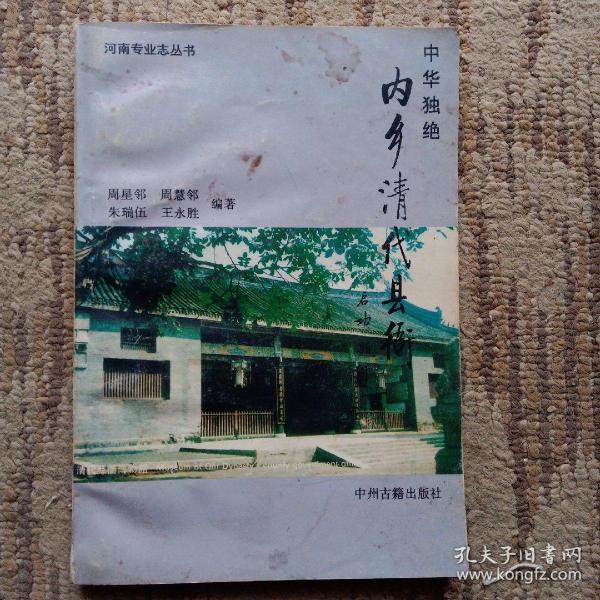 河南专业志丛书
中华独绝
内乡清代县衙
启功
周星邻 周慧邻
朱瑞伍 王永胜
编著
中州古籍出版社
孔夫子旧书网
www.kongfz.com